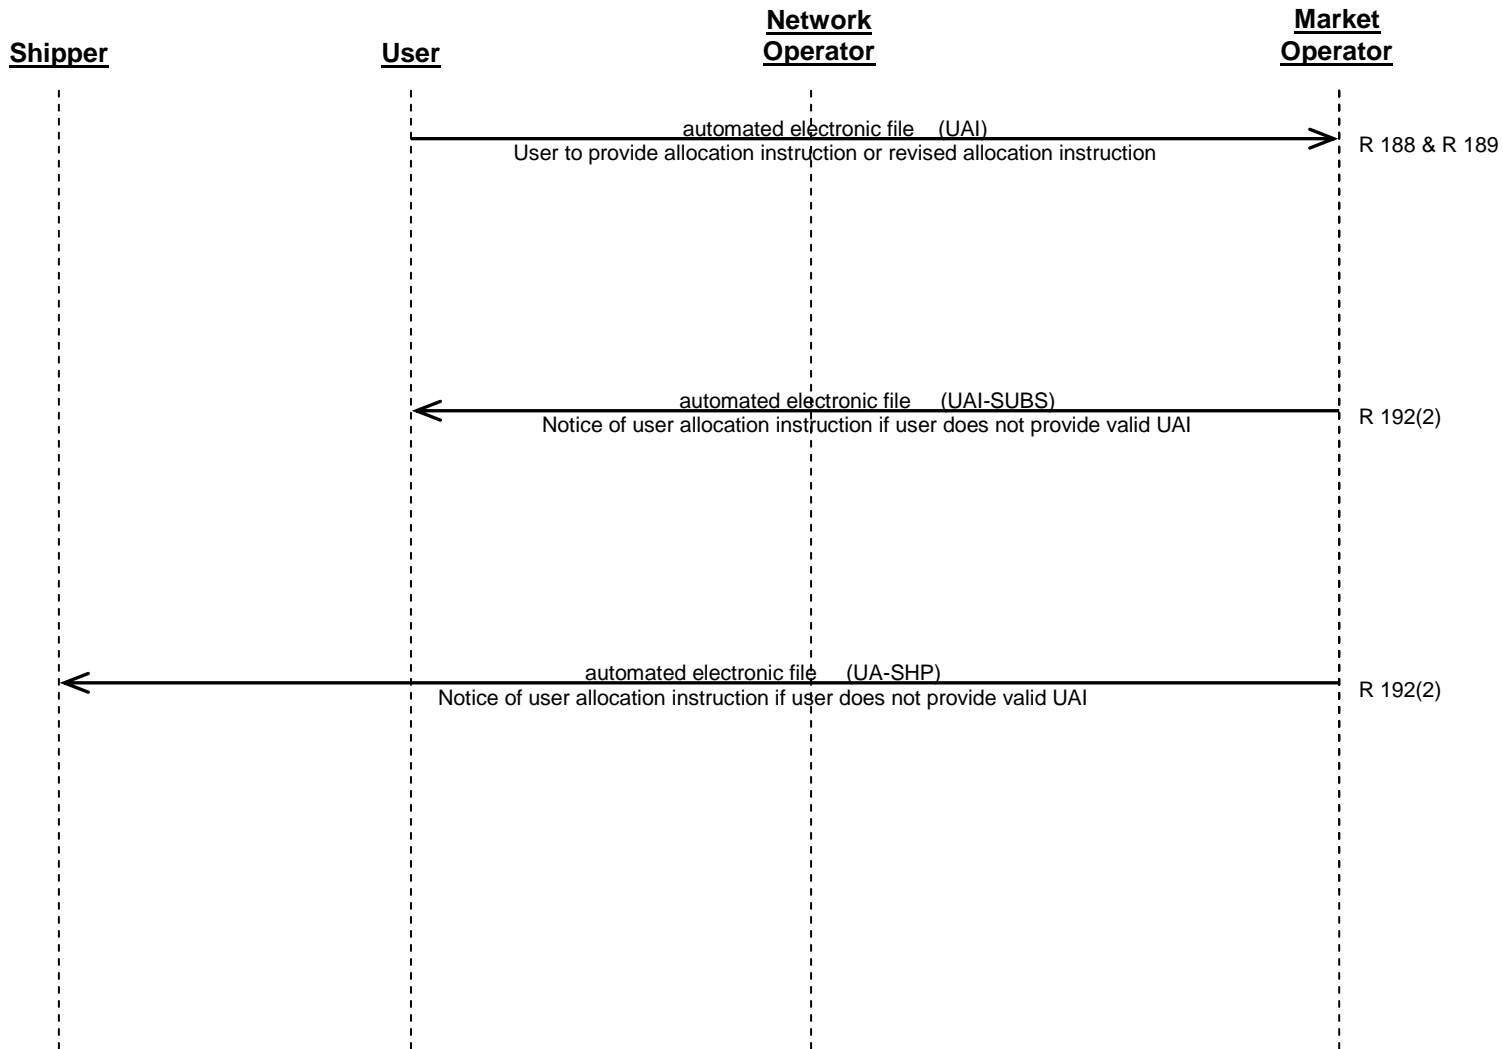 Shipper
User
Network
Operator
Market
Operator
automated electronic file (UAI)
User to provide allocation instruction or revised allocation instruction
R 188 & R 189
automated electronic file (UAI-SUBS)
Notice of user allocation instruction if user does not provide valid UAI
R 192(2)
automated electronic file (UA-SHP)
Notice of user allocation instruction if user does not provide valid UAI
R 192(2)